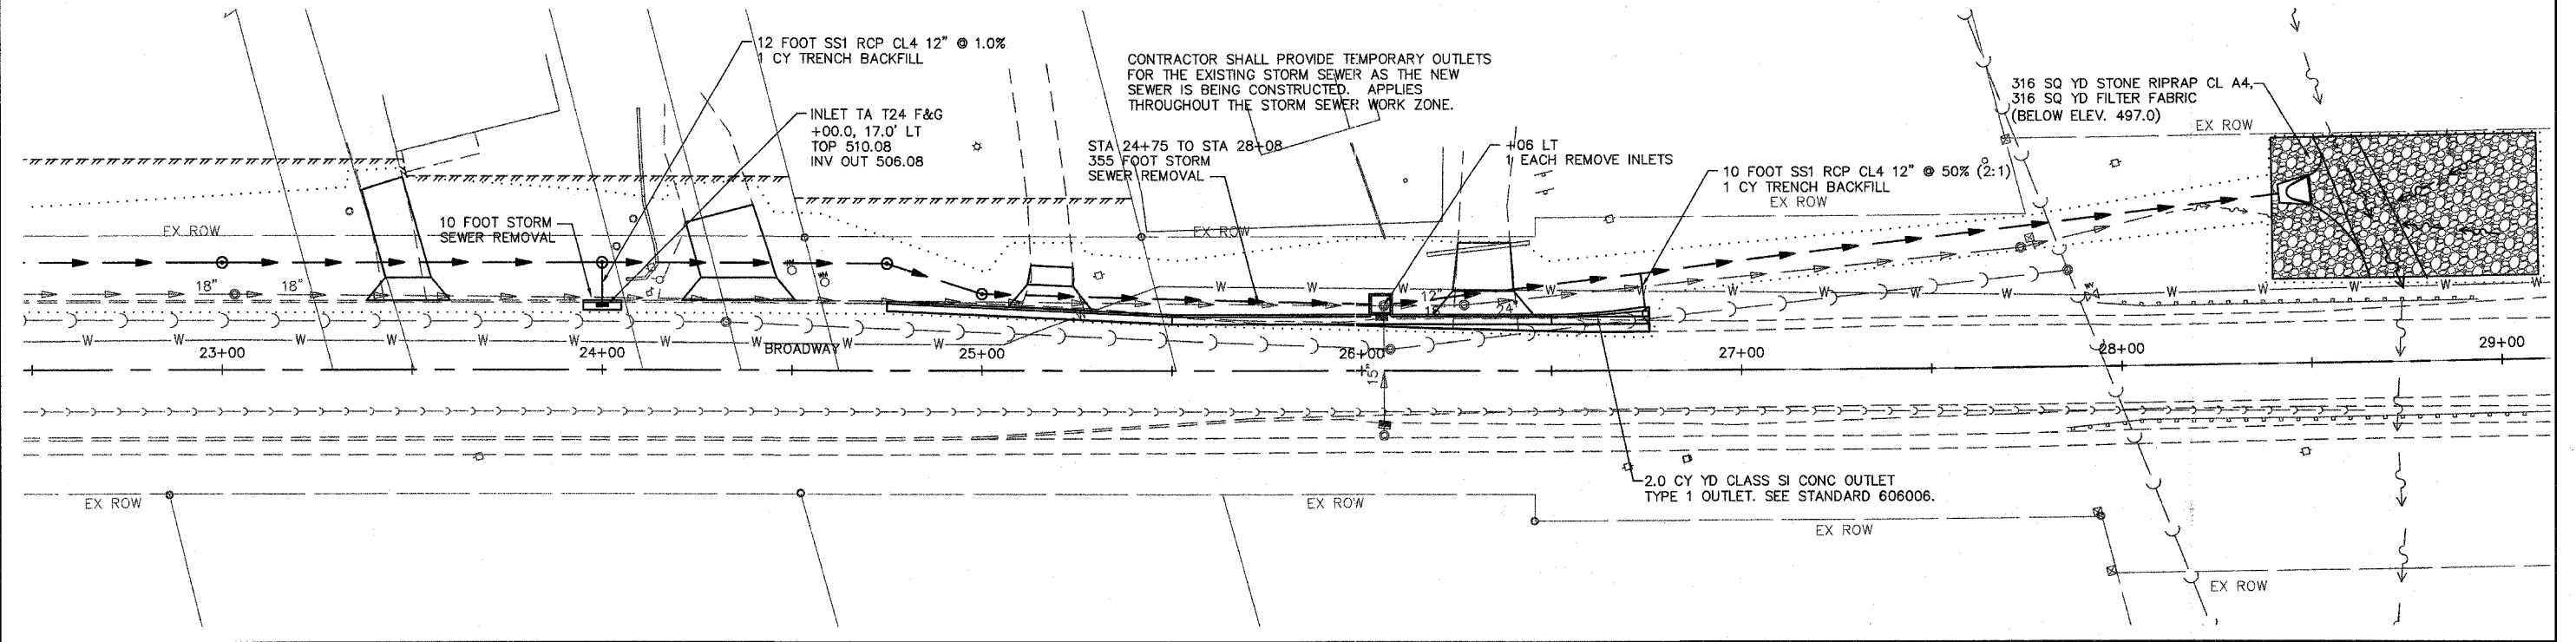 12 FOOT SS1 RCP CL4 12" @ 1.0%
1 CY TRENCH BACKFILL
INLET TA T24 F&G
+00.0, 17.0' LT
TOP 510.08
INV OUT 506.08
CONTRACTOR SHALL PROVIDE TEMPORARY OUTLETS
FOR THE EXISTING STORM SEWER AS THE NEW
SEWER IS BEING CONSTRUCTED. APPLIES
THROUGHOUT THE STORM SEWER WORK ZONE.
STA 24+75 TO STA 28+08
355 FOOT STORM
SEWER REMOVAL
+06 LT
1 EACH REMOVE INLETS
10 FOOT SS1 RCP CL4 12" @ 50% (2:1)
1 CY TRENCH BACKFILL
EX ROW
316 SQ YD STONE RIPRAP CL A4,
316 SQ YD FILTER FABRIC
(BELOW ELEV. 497.0)
EX ROW
10 FOOT STORM
SEWER REMOVAL
EX ROW
EX ROW
18"
18"
12"
24"
W W W W W W W W W W W W W W
W W W W W W W W W
BROADWAY
W
W
23+00
24+00
25+00
26+00
27+00
28+00
29+00
15"
2.0 CY YD CLASS SI CONC OUTLET
TYPE 1 OUTLET. SEE STANDARD 606006.
EX ROW
EX ROW
EX ROW
EX ROW